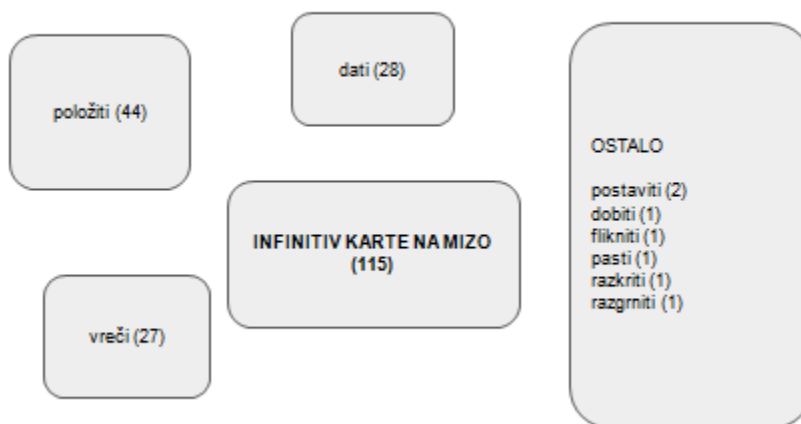 položiti (44)
dati (28)
INFINITIV KARTE NA MIZO
(115)
vreči (27)
OSTALO
postaviti (2)
dobiti (1)
flikniti (1)
pasti (1)
razkriti (1)
razgrniti (1)